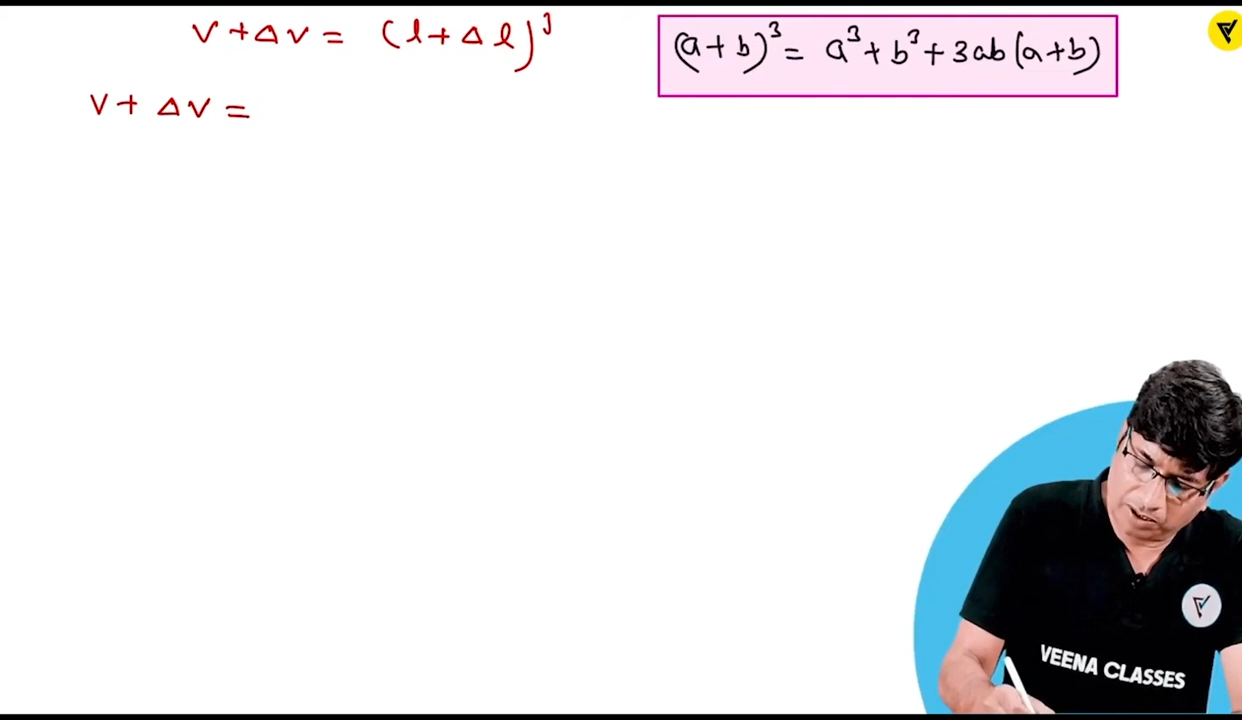 v + Δv = (l + Δl)³
(a+b)³ = a³ + b³ + 3ab(a+b)
v + Δv =
VEENA CLASSES